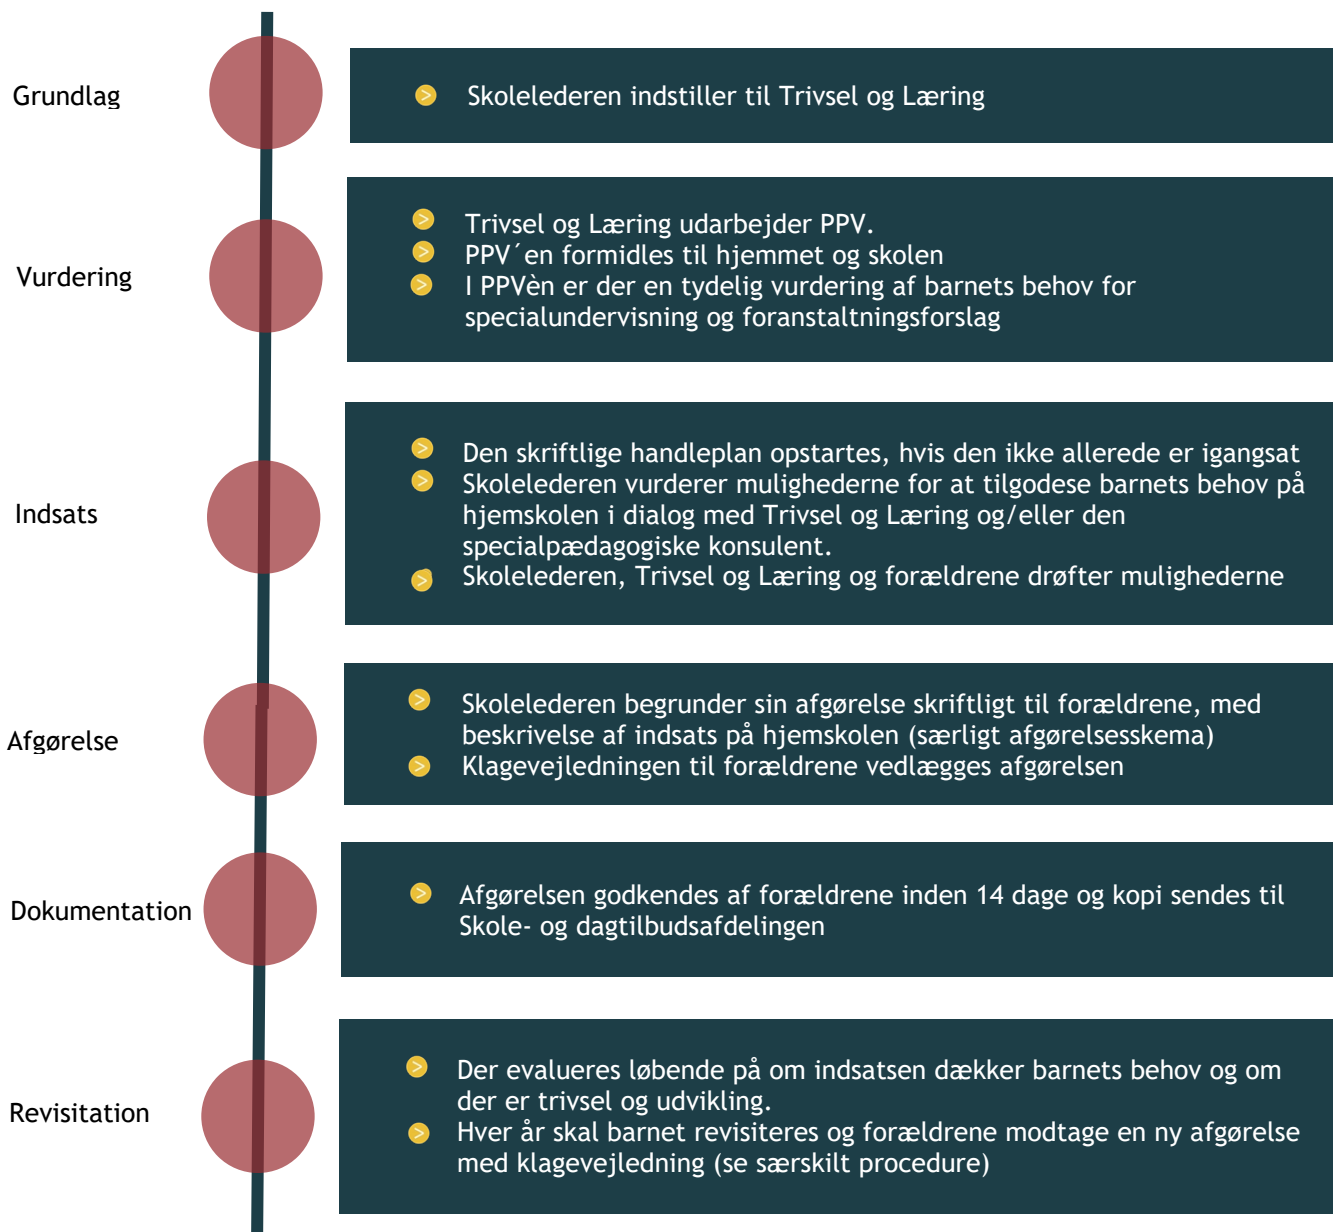 Grundlag
Skolelederen indstiller til Trivsel og Læring
Vurdering
Trivsel og Læring udarbejder PPV.
PPV´en formidles til hjemmet og skolen
I PPVèn er der en tydelig vurdering af barnets behov for
specialundervisning og foranstaltningsforslag
Indsats
Den skriftlige handleplan opstartes, hvis den ikke allerede er igangsat
Skolelederen vurderer mulighederne for at tilgodese barnets behov på
hjemskolen i dialog med Trivsel og Læring og/eller den
specialpædagogiske konsulent.
Skolelederen, Trivsel og Læring og forældrene drøfter mulighederne
Afgørelse
Skolelederen begrunder sin afgørelse skriftligt til forældrene, med
beskrivelse af indsats på hjemskolen (særligt afgørelsesskema)
Klagevejledningen til forældrene vedlægges afgørelsen
Dokumentation
Afgørelsen godkendes af forældrene inden 14 dage og kopi sendes til
Skole- og dagtilbudsafdelingen
Revisitation
Der evalueres løbende på om indsatsen dækker barnets behov og om
der er trivsel og udvikling.
Hver år skal barnet revisiteres og forældrene modtage en ny afgørelse
med klagevejledning (se særskilt procedure)